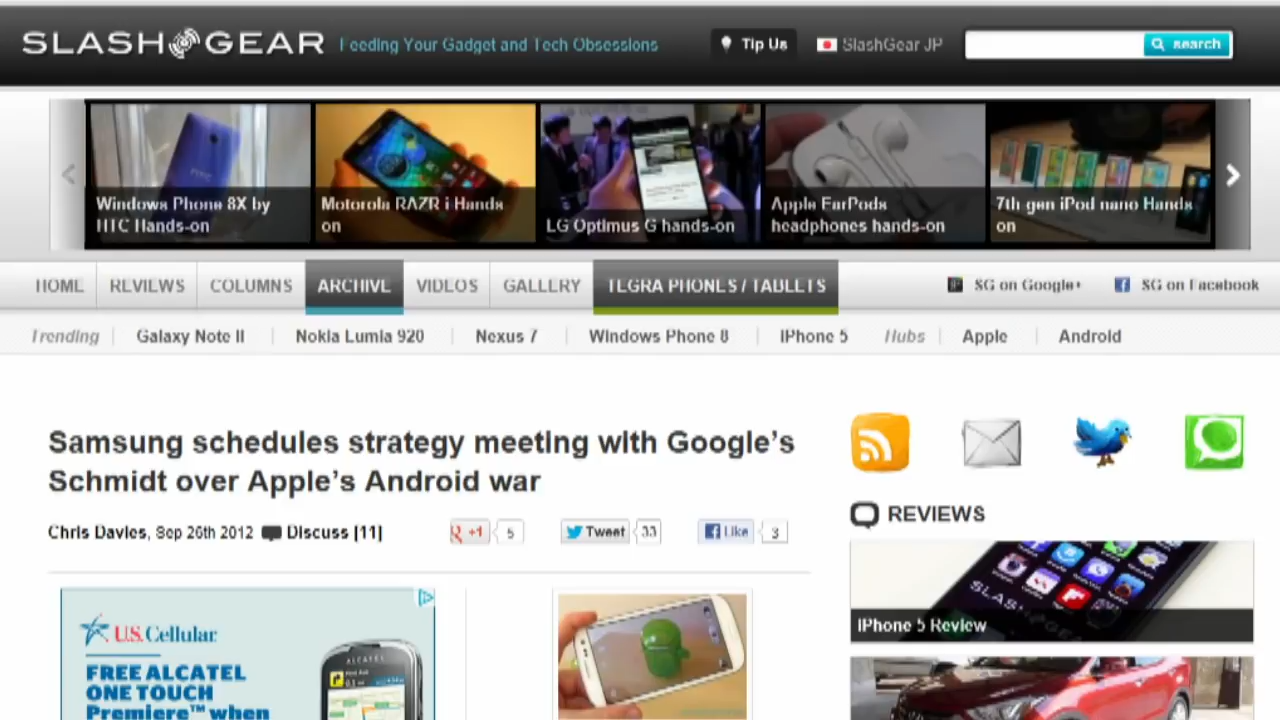 SLASHGEAR Feeding Your Gadget and Tech Obsessions Tip Us SlashGear JP search
Windows Phone 8X by
HTC Hands-on
Motorola RAZR i Hands
on
LG Optimus G hands-on
Apple EarPods
headphones hands-on
7th gen iPod nano Hands
on
HOME REVIEWS COLUMNS ARCHIVE VIDEOS GALLERY TEGRA PHONES / TABLETS SG on Google+ SG on Facebook
Trending Galaxy Note II Nokia Lumia 920 Nexus 7 Windows Phone 8 iPhone 5 Hubs Apple Android
Samsung schedules strategy meeting with Google's
Schmidt over Apple's Android war
Chris Davies, Sep 26th 2012 Discuss [11] +1 5 Tweet 33 Like 3
REVIEWS
SLASHGEAR
iPhone 5 Review
U.S. Cellular
FREE ALCATEL
ONE TOUCH
Premiere™ when
ALCATEL